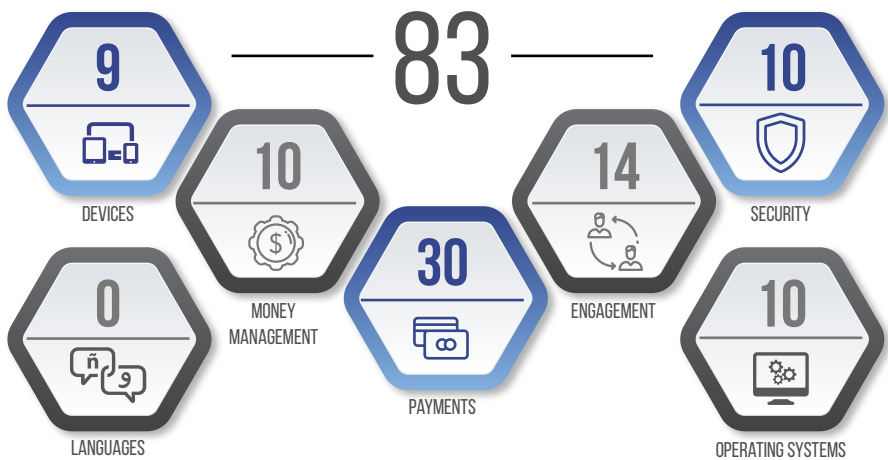 83
9
DEVICES
10
MONEY
MANAGEMENT
30
PAYMENTS
14
ENGAGEMENT
10
SECURITY
0
ñ
و
LANGUAGES
10
OPERATING SYSTEMS